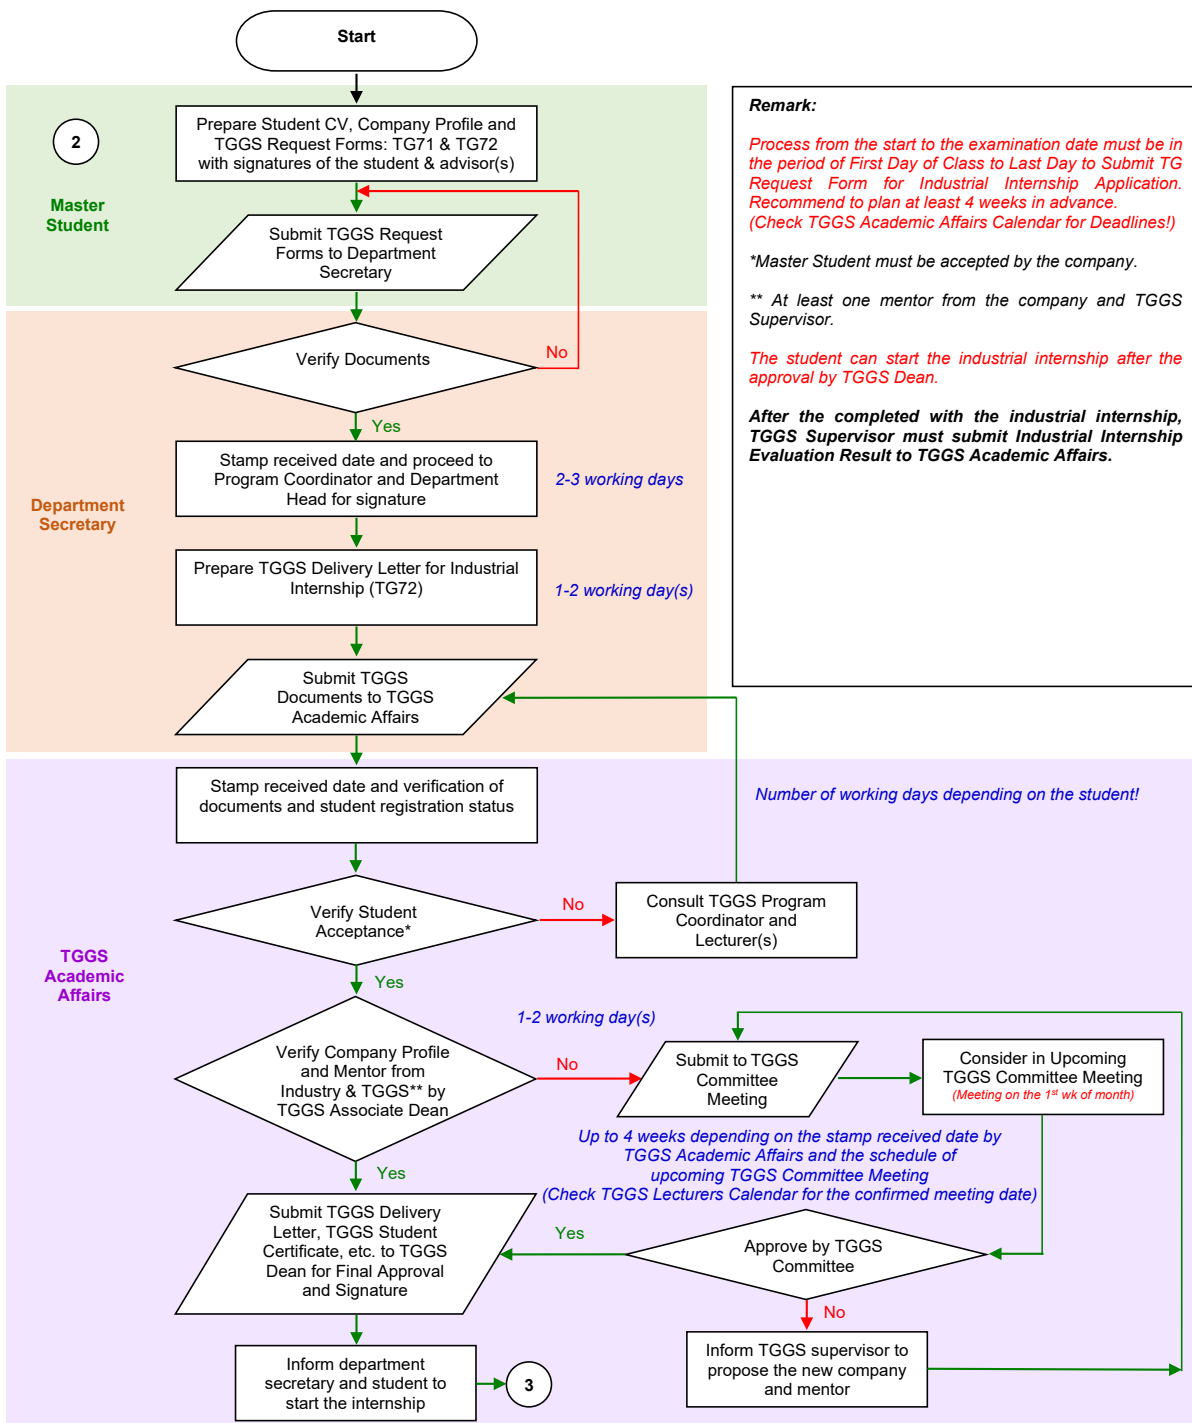 Start
2
Master
Student
Prepare Student CV, Company Profile and
TGGS Request Forms: TG71 & TG72
with signatures of the student & advisor(s)
Submit TGGS Request
Forms to Department
Secretary
Remark:
Process from the start to the examination date must be in
the period of First Day of Class to Last Day to Submit TG
Request Form for Industrial Internship Application.
Recommend to plan at least 4 weeks in advance.
(Check TGGS Academic Affairs Calendar for Deadlines!)
*Master Student must be accepted by the company.
** At least one mentor from the company and TGGS
Supervisor.
The student can start the industrial internship after the
approval by TGGS Dean.
After the completed with the industrial internship,
TGGS Supervisor must submit Industrial Internship
Evaluation Result to TGGS Academic Affairs.
Department
Secretary
Verify Documents
No
Yes
Stamp received date and proceed to
Program Coordinator and Department
Head for signature
2-3 working days
Prepare TGGS Delivery Letter for Industrial
Internship (TG72)
1-2 working day(s)
Submit TGGS
Documents to TGGS
Academic Affairs
TGGS
Academic
Affairs
Stamp received date and verification of
documents and student registration status
Number of working days depending on the student!
Verify Student
Acceptance*
No
Consult TGGS Program
Coordinator and
Lecturer(s)
Yes
1-2 working day(s)
Verify Company Profile
and Mentor from
Industry & TGGS** by
TGGS Associate Dean
No
Submit to TGGS
Committee
Meeting
Consider in Upcoming
TGGS Committee Meeting
(Meeting on the 1st wk of month)
Up to 4 weeks depending on the stamp received date by
TGGS Academic Affairs and the schedule of
upcoming TGGS Committee Meeting
(Check TGGS Lecturers Calendar for the confirmed meeting date)
Yes
Submit TGGS Delivery
Letter, TGGS Student
Certificate, etc. to TGGS
Dean for Final Approval
and Signature
Yes
Approve by TGGS
Committee
No
Inform TGGS supervisor to
propose the new company
and mentor
Inform department
secretary and student to
start the internship
3